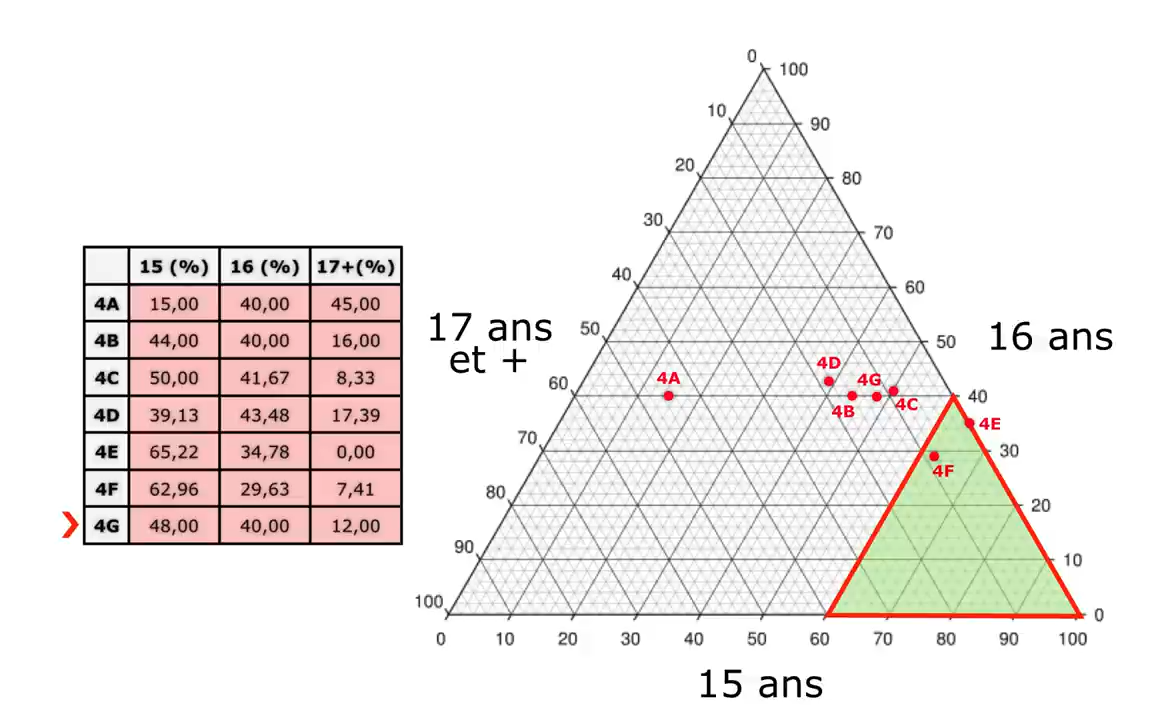 15 (%) 16 (%) 17+(%)
4A 15,00 40,00 45,00
4B 44,00 40,00 16,00
4C 50,00 41,67 8,33
4D 39,13 43,48 17,39
4E 65,22 34,78 0,00
4F 62,96 29,63 7,41
4G 48,00 40,00 12,00
17 ans
et +
0
10
20
30
40
50
60
70
80
90
100
100
90
80
70
60
50
40
30
20
10
0
16 ans
4A
4D
4G
4B
4C
4E
4F
0 10 20 30 40 50 60 70 80 90 100
15 ans